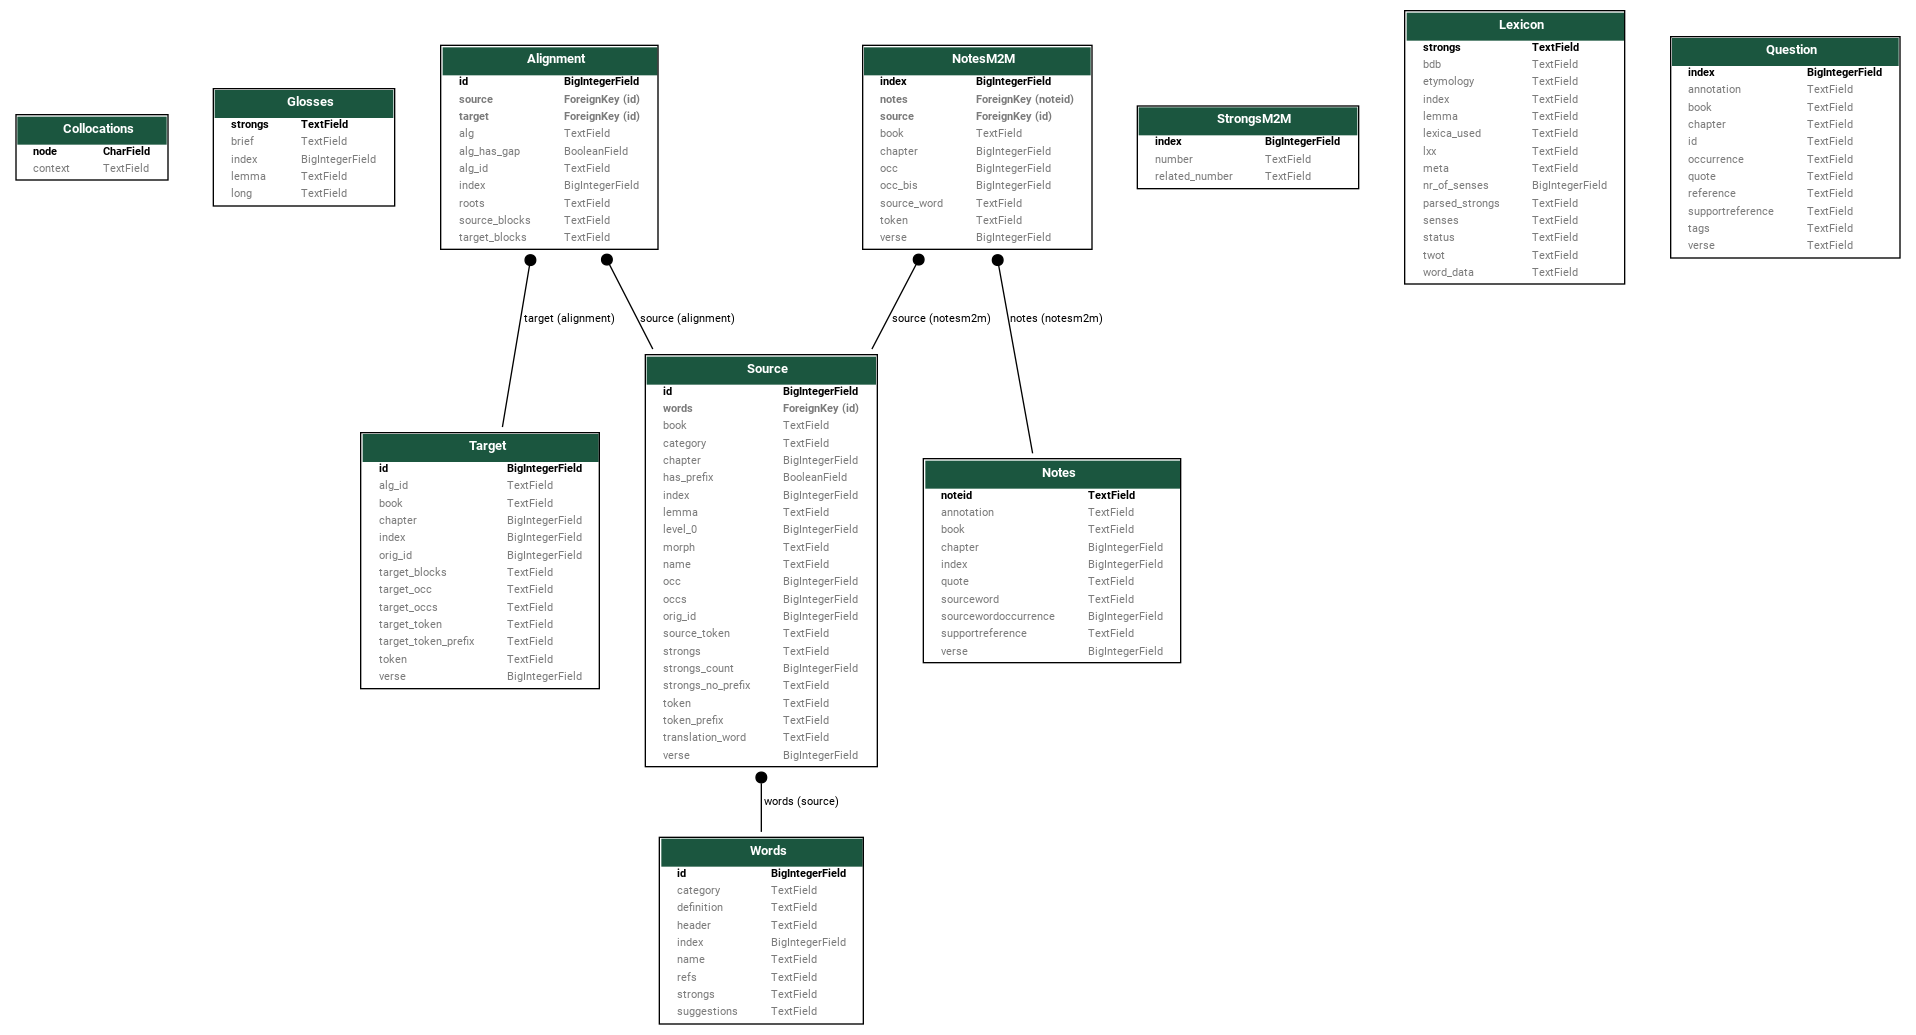 Collocations
node CharField
context TextField
Glosses
strongs TextField
brief TextField
index BigIntegerField
lemma TextField
long TextField
Alignment
id BigIntegerField
source ForeignKey (id)
target ForeignKey (id)
alg TextField
alg_has_gap BooleanField
alg_id TextField
index BigIntegerField
roots TextField
source_blocks TextField
target_blocks TextField
NotesM2M
index BigIntegerField
notes ForeignKey (noteid)
source ForeignKey (id)
book TextField
chapter BigIntegerField
occ BigIntegerField
occ_bis BigIntegerField
source_word TextField
token TextField
verse BigIntegerField
StrongsM2M
index BigIntegerField
number TextField
related_number TextField
Lexicon
strongs TextField
bdb TextField
etymology TextField
index TextField
lemma TextField
lexica_used TextField
lxx TextField
meta TextField
nr_of_senses BigIntegerField
parsed_strongs TextField
senses TextField
status TextField
twot TextField
word_data TextField
Question
index BigIntegerField
annotation TextField
book TextField
chapter TextField
id TextField
occurrence TextField
quote TextField
reference TextField
supportreference TextField
tags TextField
verse TextField
target (alignment)
source (alignment)
source (notesm2m)
notes (notesm2m)
Target
id BigIntegerField
alg_id TextField
book TextField
chapter BigIntegerField
index BigIntegerField
orig_id BigIntegerField
target_blocks TextField
target_occ TextField
target_occs TextField
target_token TextField
target_token_prefix TextField
token TextField
verse BigIntegerField
Source
id BigIntegerField
words ForeignKey (id)
book TextField
category TextField
chapter BigIntegerField
has_prefix BooleanField
index BigIntegerField
lemma TextField
level_0 BigIntegerField
morph TextField
name TextField
occ BigIntegerField
occs BigIntegerField
orig_id BigIntegerField
source_token TextField
strongs TextField
strongs_count BigIntegerField
strongs_no_prefix TextField
token TextField
token_prefix TextField
translation_word TextField
verse BigIntegerField
Notes
noteid TextField
annotation TextField
book TextField
chapter BigIntegerField
index BigIntegerField
quote TextField
sourceword TextField
sourcewordoccurrence BigIntegerField
supportreference TextField
verse BigIntegerField
words (source)
Words
id BigIntegerField
category TextField
definition TextField
header TextField
index BigIntegerField
name TextField
refs TextField
strongs TextField
suggestions TextField